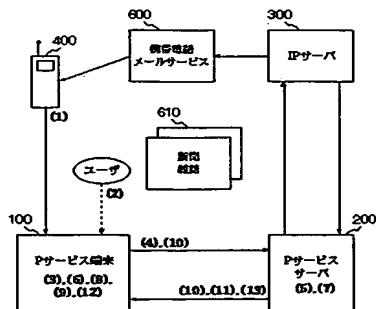 600
400
携帯電話
メールサービス
300
IPサーバ
(1)
610
新聞
雑誌
ユーザ
(2)
100
Pサービス端末
(3)、(6)、(8)、
(9)、(12)
(4)、(10)
(10)、(11)、(13)
200
Pサービス
サーバ
(5)、(7)